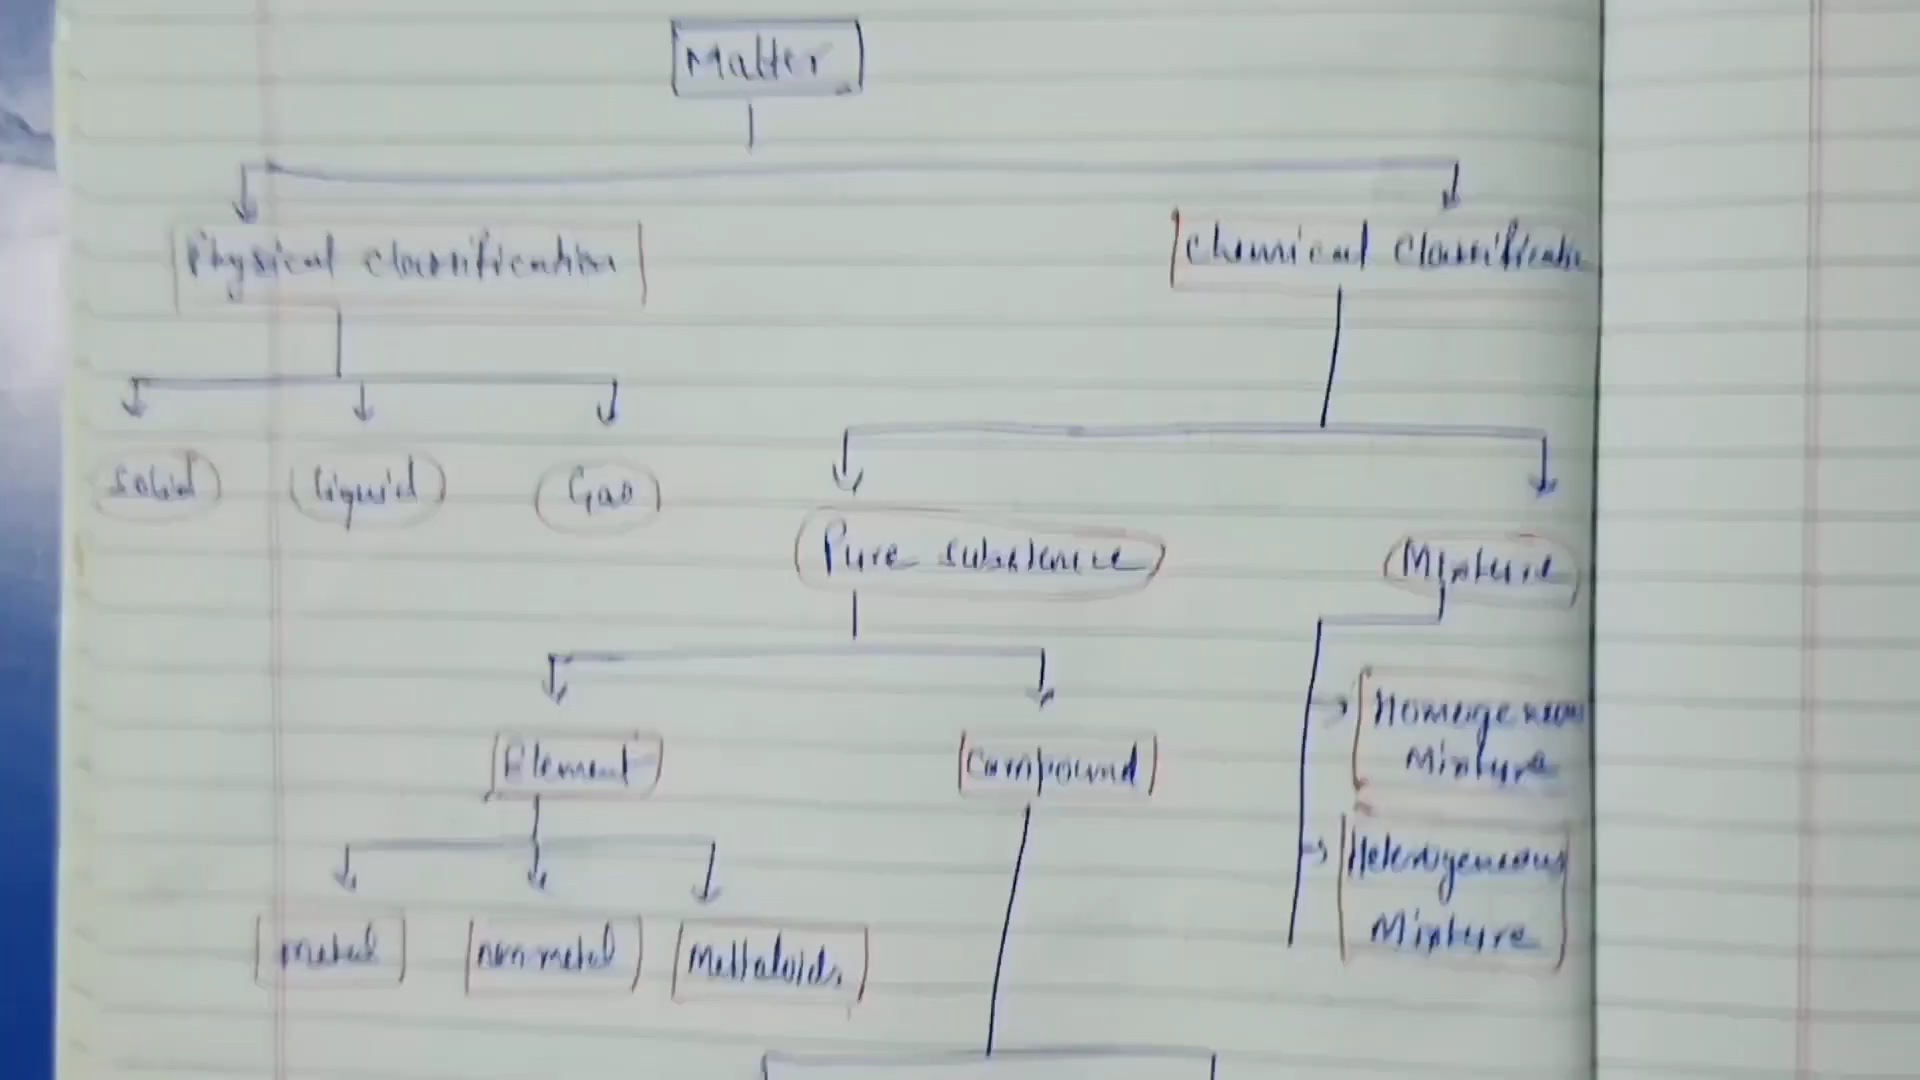 Matter
Physical classification
Chemical Classificatio
Solid
liquid
Gas
Pure substance
Mixture
Element
Compound
Homogeneous
Mixture
Heterogeneous
Mixture
metal
non metal
Mettaloids.